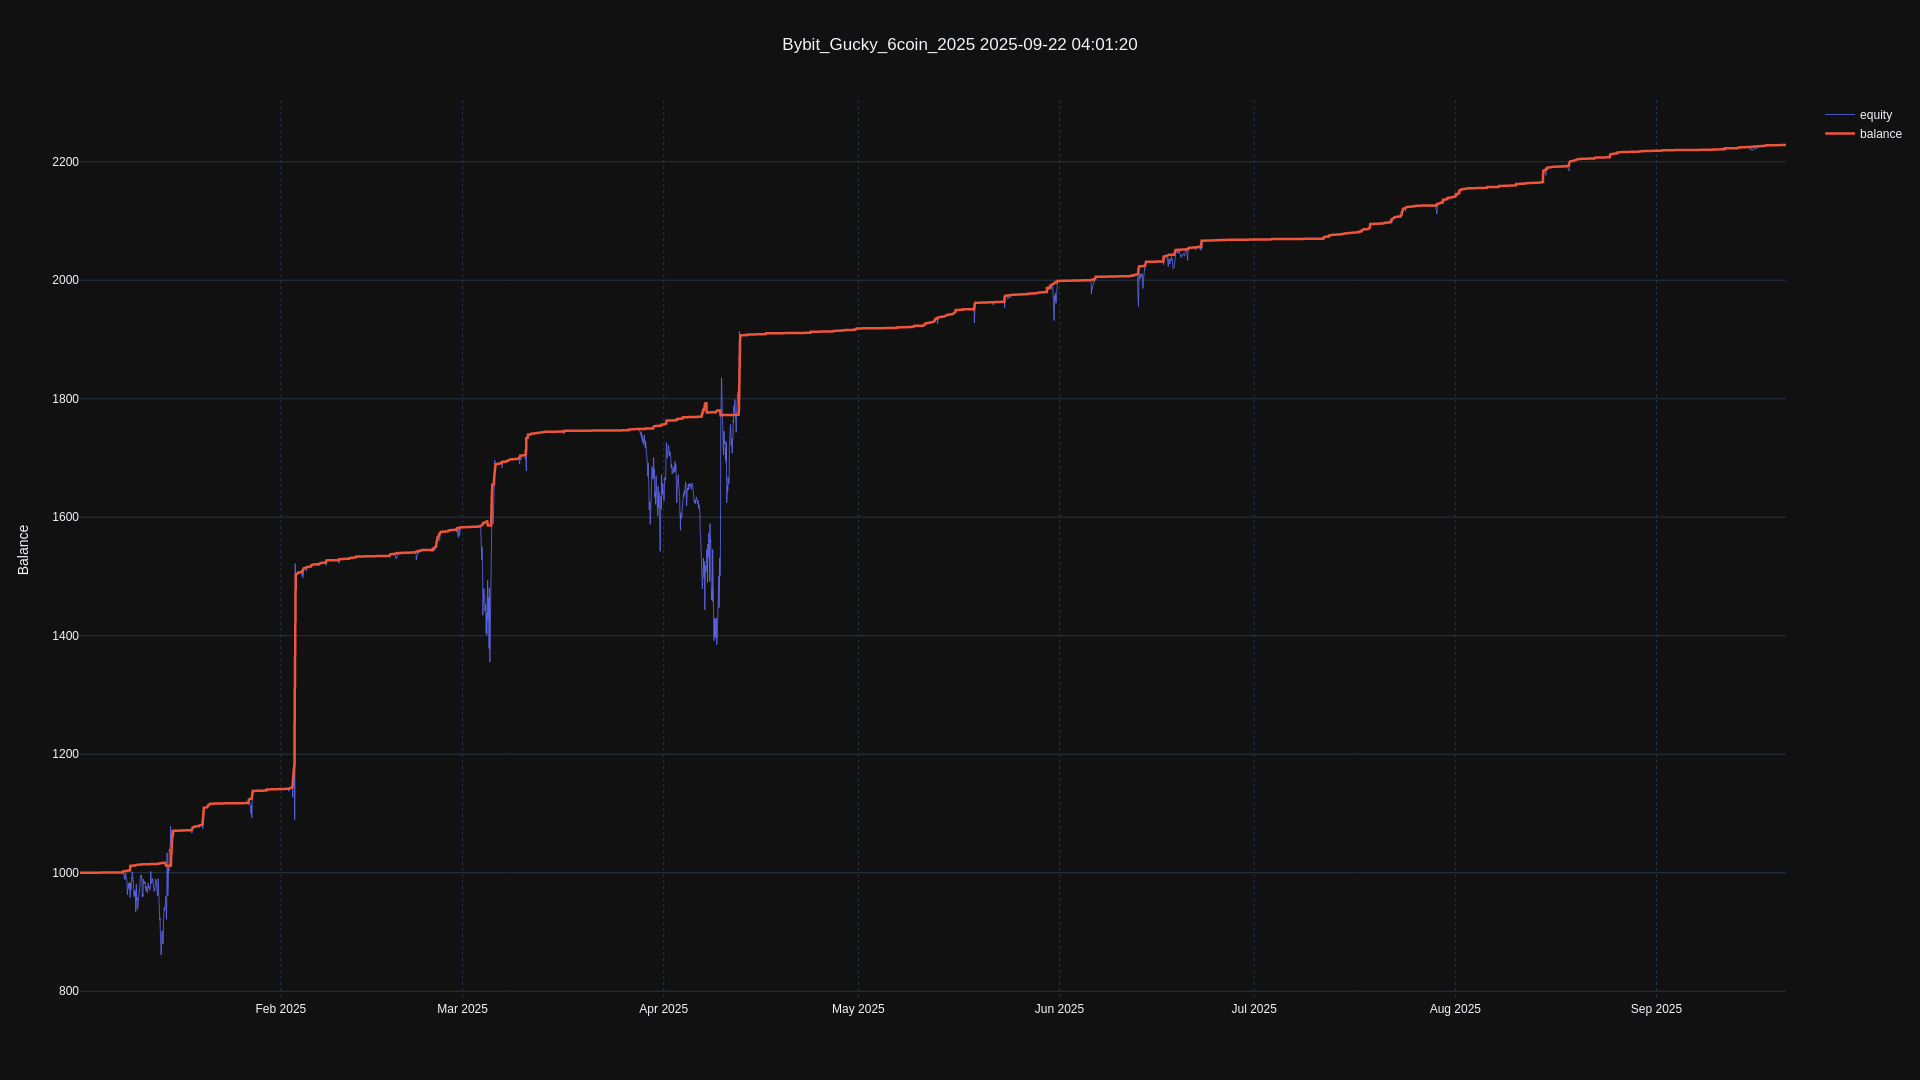 Bybit_Gucky_6coin_2025 2025-09-22 04:01:20
equity
balance
2200
2000
1800
1600
1400
1200
1000
800
Balance
Feb 2025
Mar 2025
Apr 2025
May 2025
Jun 2025
Jul 2025
Aug 2025
Sep 2025